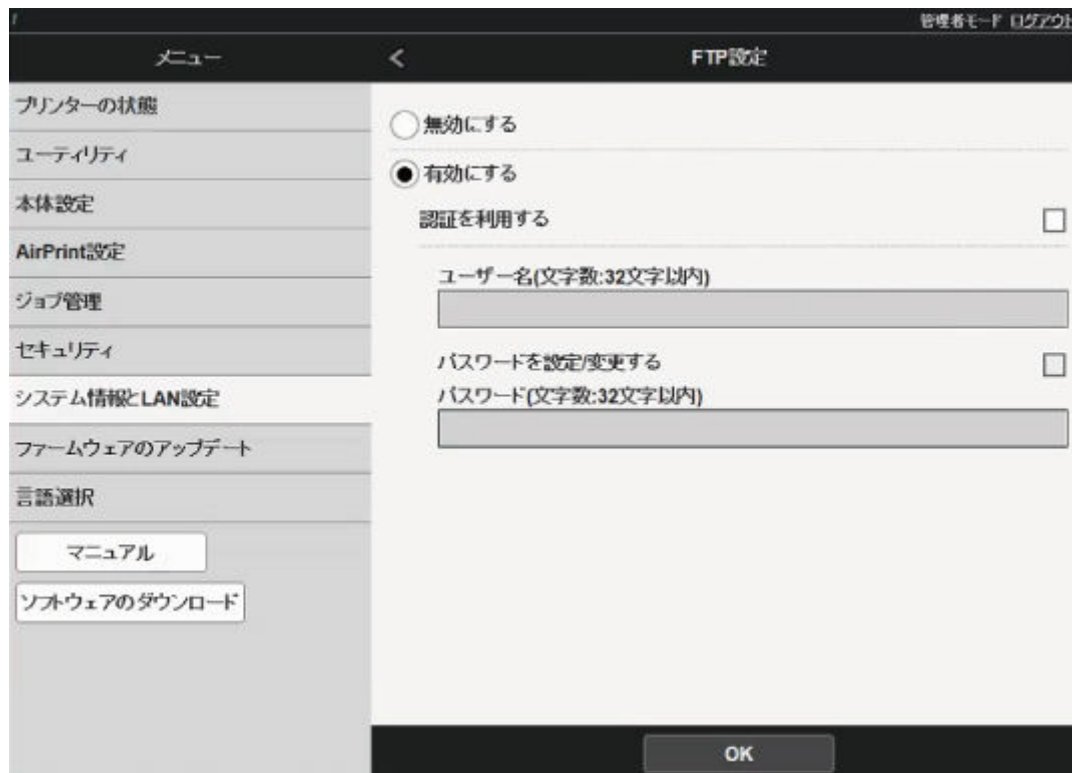 管理者モード ログアウト
メニュー
< FTP設定
プリンターの状態
ユーティリティ
本体設定
AirPrint設定
ジョブ管理
セキュリティ
システム情報とLAN設定
ファームウェアのアップデート
言語選択
マニュアル
ソフトウェアのダウンロード
無効にする
有効にする
認証を利用する
ユーザー名(文字数:32文字以内)
パスワードを設定/変更する
パスワード(文字数:32文字以内)
OK